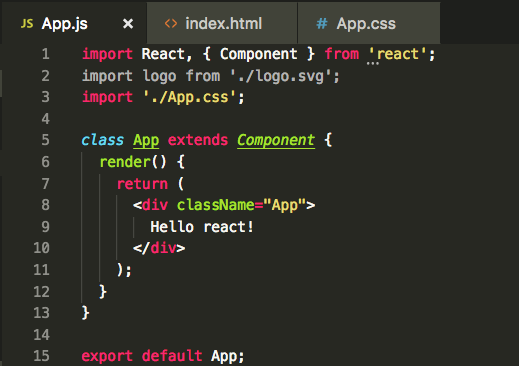 JS App.js × <> index.html # App.css
1 import React, { Component } from 'react';
2 import logo from './logo.svg';
3 import './App.css';
4
5 class App extends Component {
6   render() {
7     return (
8       <div className="App">
9         Hello react!
10       </div>
11     );
12   }
13 }
14
15 export default App;